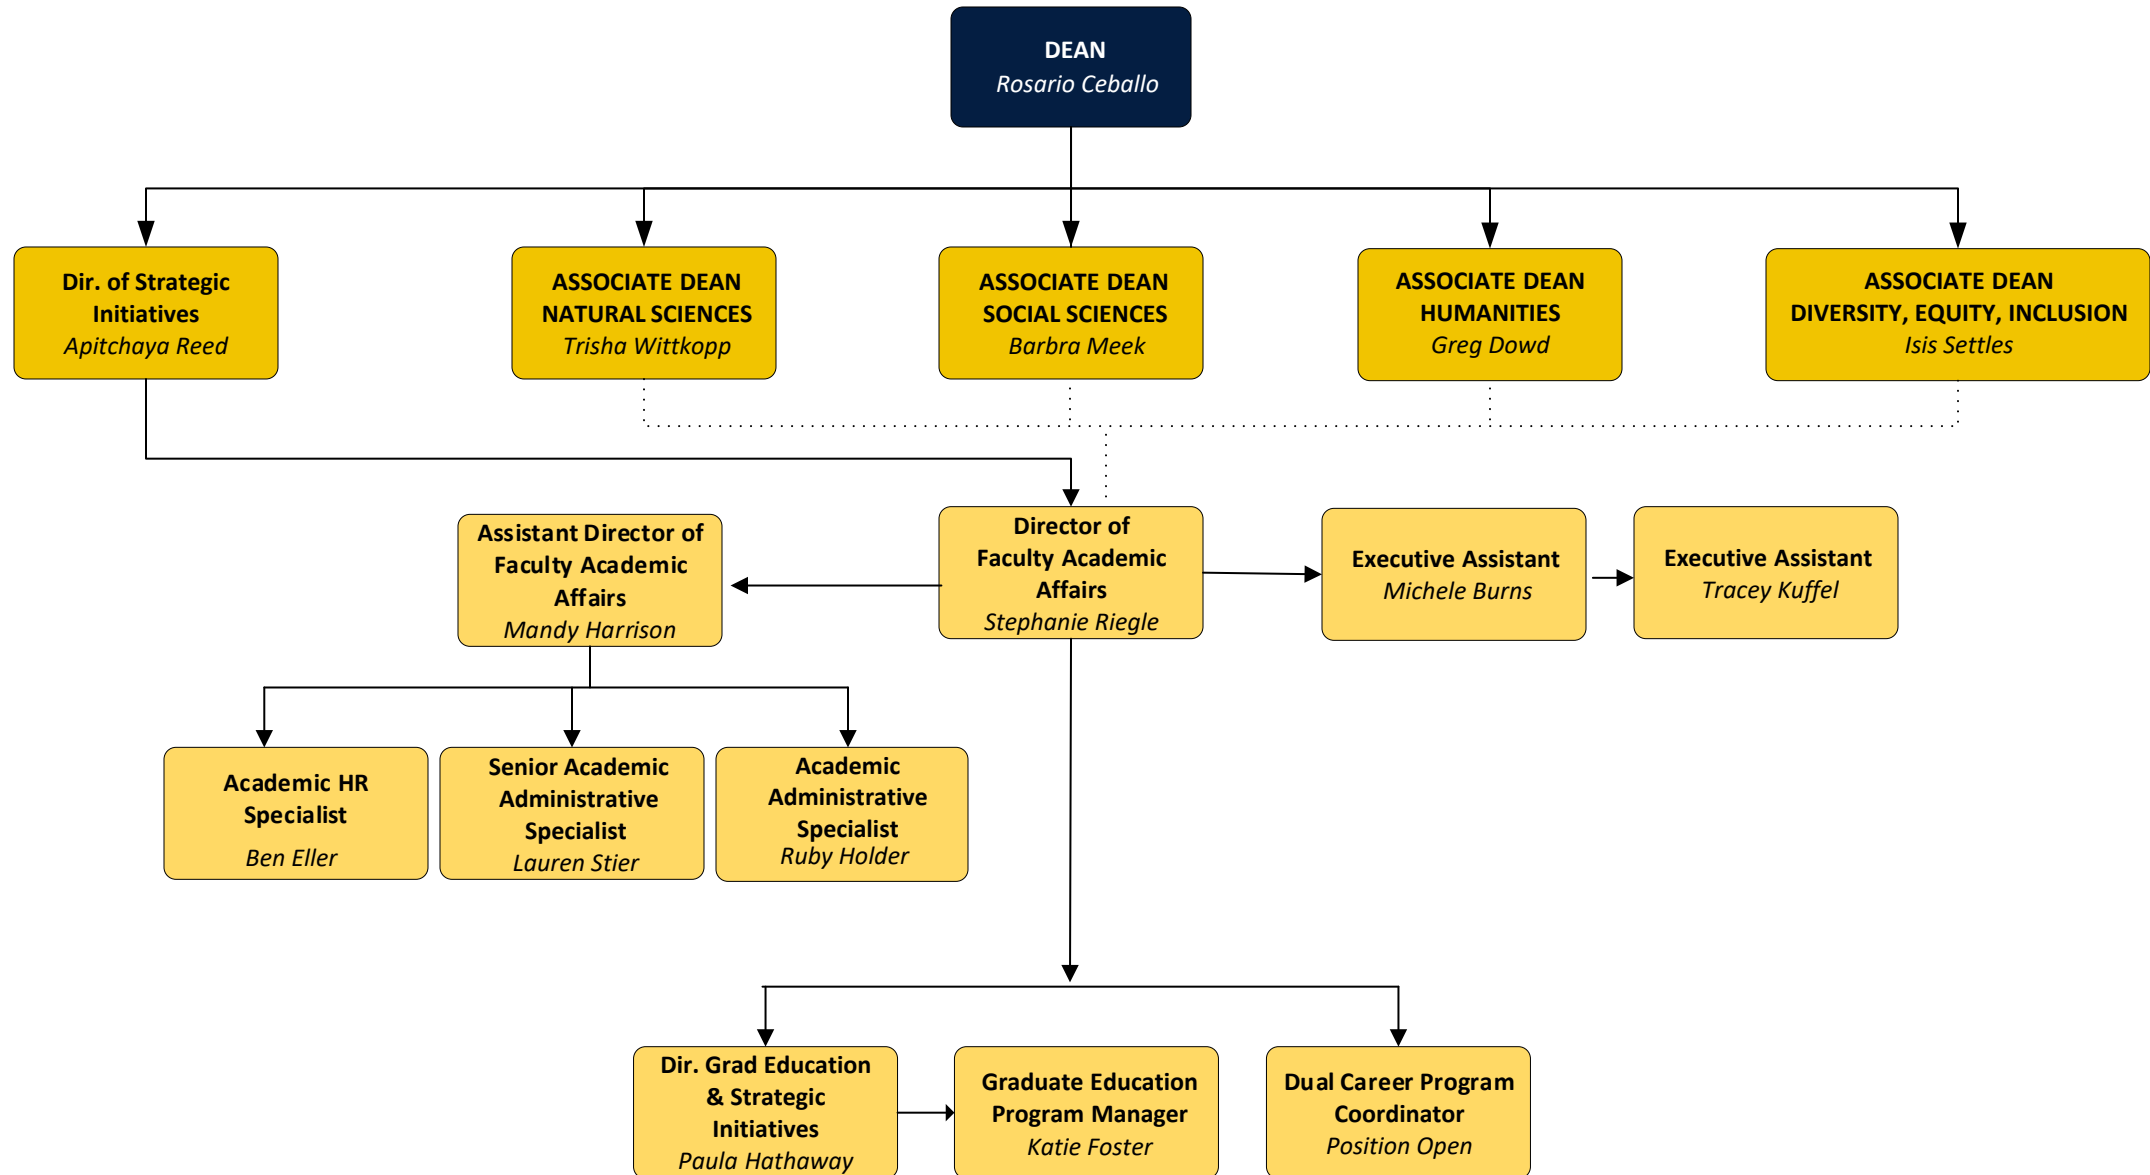 DEAN
Rosario Ceballo
Dir. of Strategic
Initiatives
Apitchaya Reed
ASSOCIATE DEAN
NATURAL SCIENCES
Trisha Wittkopp
ASSOCIATE DEAN
SOCIAL SCIENCES
Barbra Meek
ASSOCIATE DEAN
HUMANITIES
Greg Dowd
ASSOCIATE DEAN
DIVERSITY, EQUITY, INCLUSION
Isis Settles
Assistant Director of
Faculty Academic
Affairs
Mandy Harrison
Director of
Faculty Academic
Affairs
Stephanie Riegle
Executive Assistant
Michele Burns
Executive Assistant
Tracey Kuffel
Academic HR
Specialist
Ben Eller
Senior Academic
Administrative
Specialist
Lauren Stier
Academic
Administrative
Specialist
Ruby Holder
Dir. Grad Education
& Strategic
Initiatives
Paula Hathaway
Graduate Education
Program Manager
Katie Foster
Dual Career Program
Coordinator
Position Open